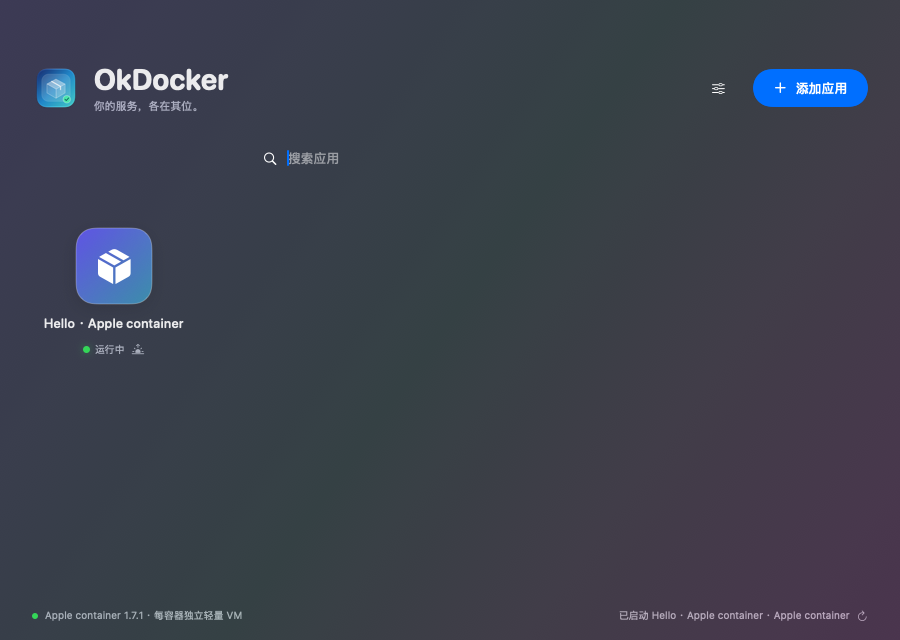 OkDocker
你的服务，各在其位。
添加应用
搜索应用
Hello · Apple container
运行中
Apple container 1.7.1 · 每容器独立轻量 VM
已启动 Hello · Apple container · Apple container